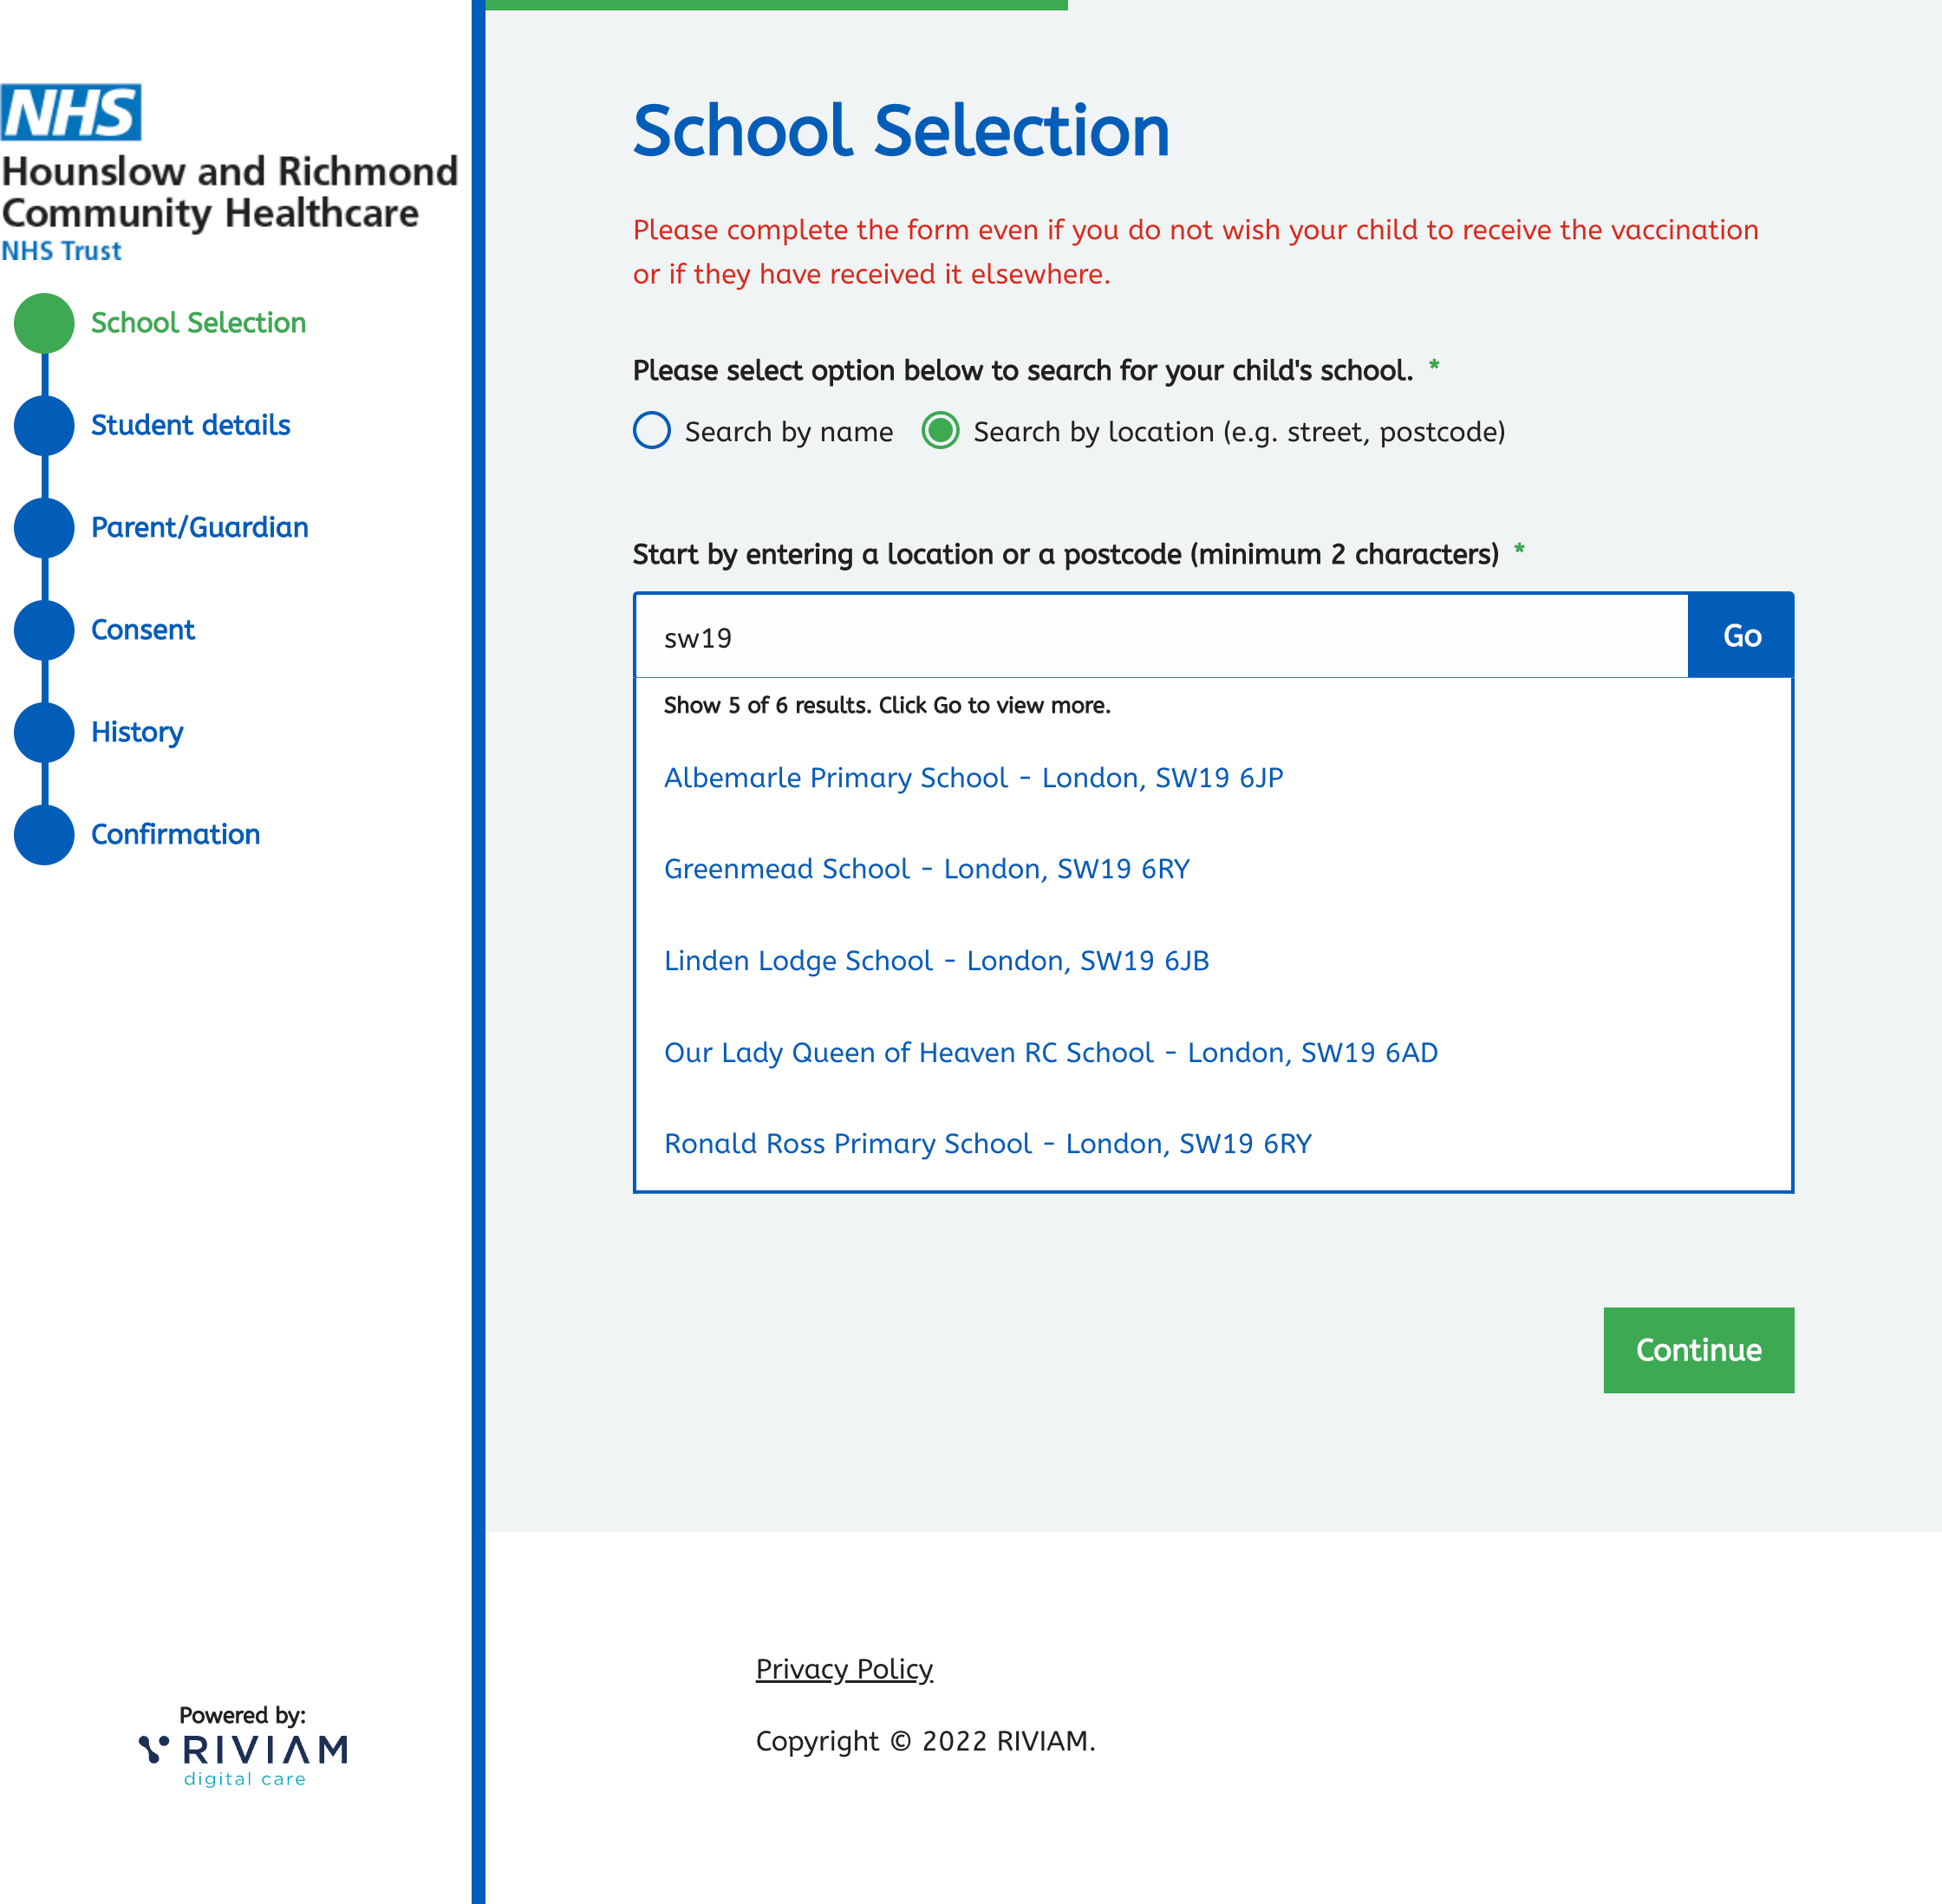 NHS
Hounslow and Richmond
Community Healthcare
NHS Trust
School Selection
Student details
Parent/Guardian
Consent
History
Confirmation
Powered by:
RIVIAM
digital care
School Selection
Please complete the form even if you do not wish your child to receive the vaccination
or if they have received it elsewhere.
Please select option below to search for your child's school. *
Search by name Search by location (e.g. street, postcode)
Start by entering a location or a postcode (minimum 2 characters) *
sw19 Go
Show 5 of 6 results. Click Go to view more.
Albemarle Primary School - London, SW19 6JP
Greenmead School - London, SW19 6RY
Linden Lodge School - London, SW19 6JB
Our Lady Queen of Heaven RC School - London, SW19 6AD
Ronald Ross Primary School - London, SW19 6RY
Continue
Privacy Policy
Copyright © 2022 RIVIAM.